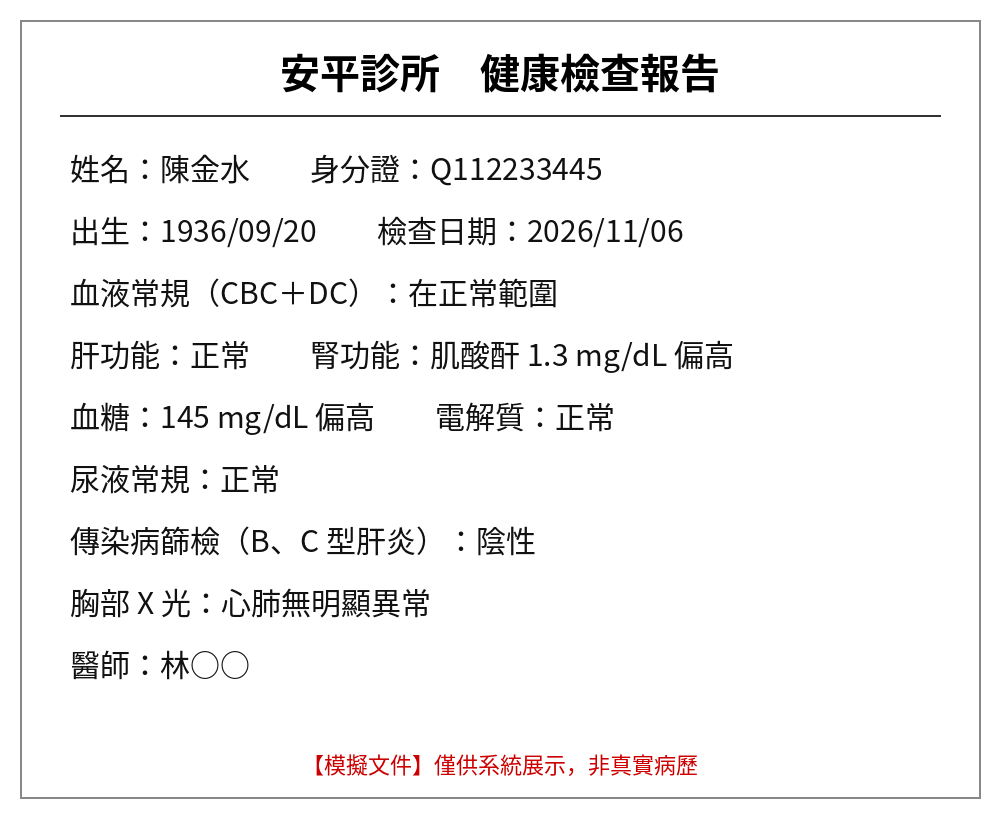 安平診所　健康檢查報告
姓名：陳金水　　身分證：Q112233445
出生：1936/09/20　　檢查日期：2026/11/06
血液常規（CBC＋DC）：在正常範圍
肝功能：正常　　腎功能：肌酸酐 1.3 mg/dL 偏高
血糖：145 mg/dL 偏高　　電解質：正常
尿液常規：正常
傳染病篩檢（B、C 型肝炎）：陰性
胸部 X 光：心肺無明顯異常
醫師：林○○
【模擬文件】僅供系統展示，非真實病歷